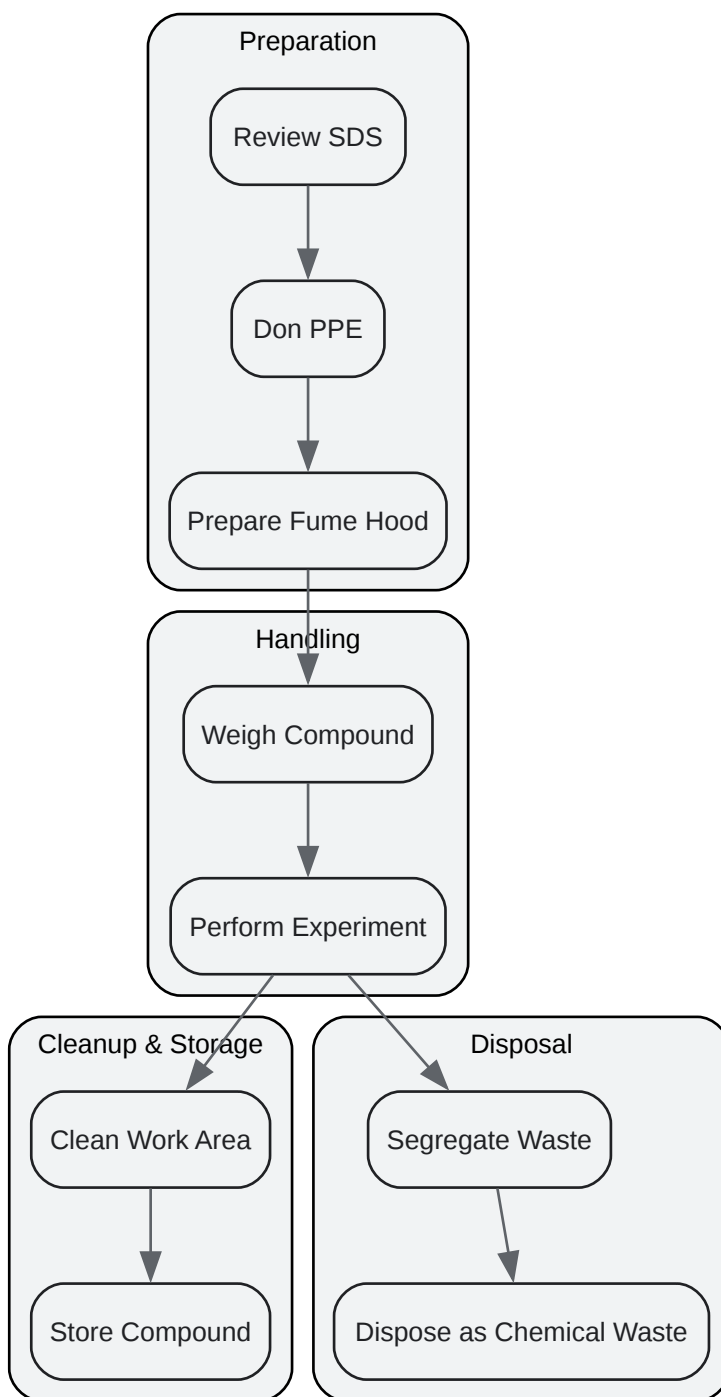 Preparation
Review SDS
Don PPE
Prepare Fume Hood
Handling
Weigh Compound
Perform Experiment
Cleanup & Storage
Clean Work Area
Store Compound
Disposal
Segregate Waste
Dispose as Chemical Waste